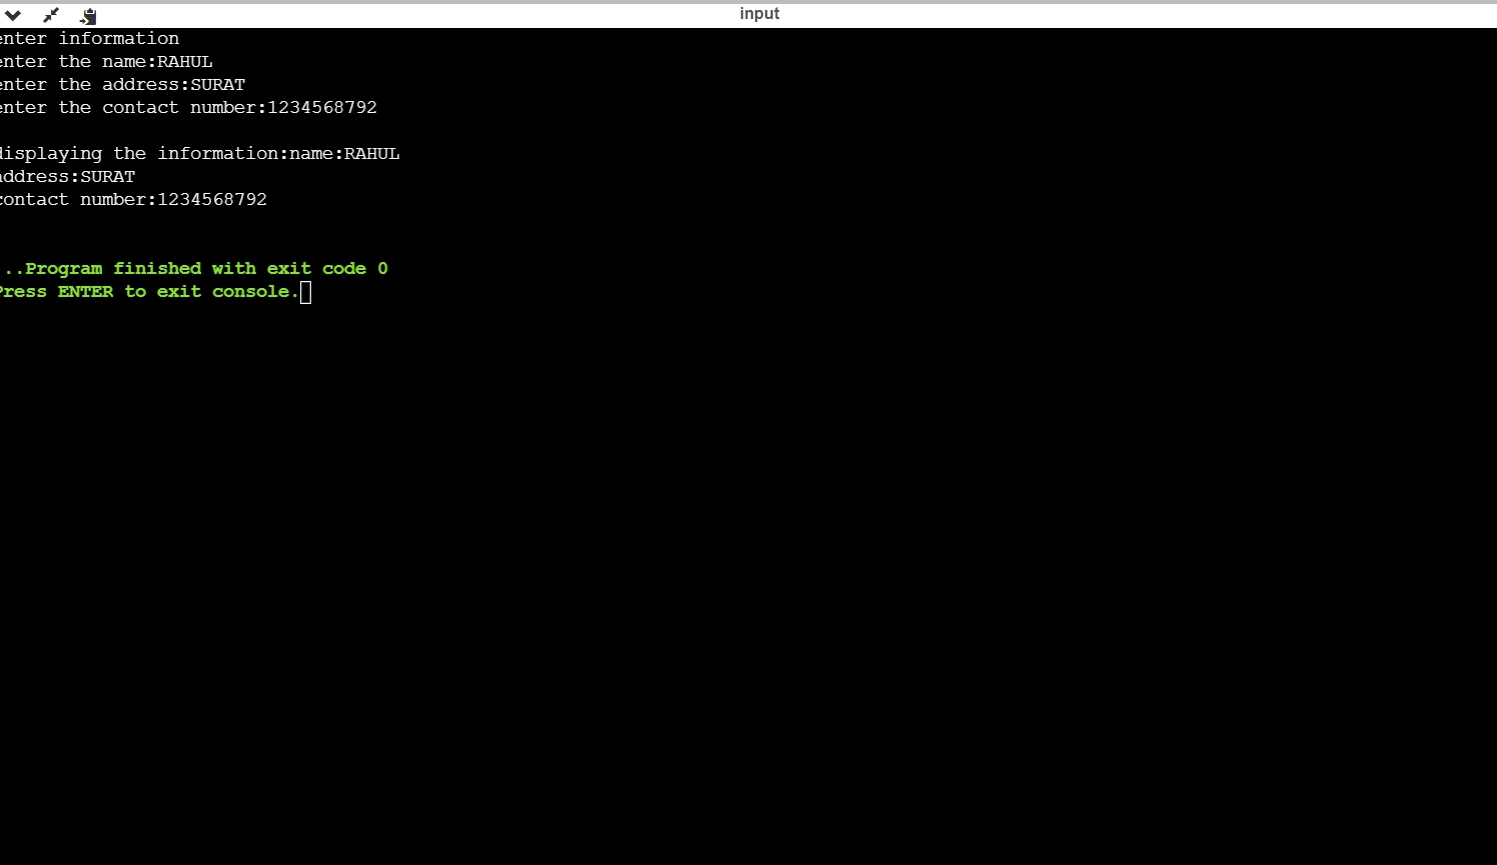 input
enter information
enter the name:RAHUL
enter the address:SURAT
enter the contact number:1234568792
displaying the information:name:RAHUL
address:SURAT
contact number:1234568792
...Program finished with exit code 0
Press ENTER to exit console.